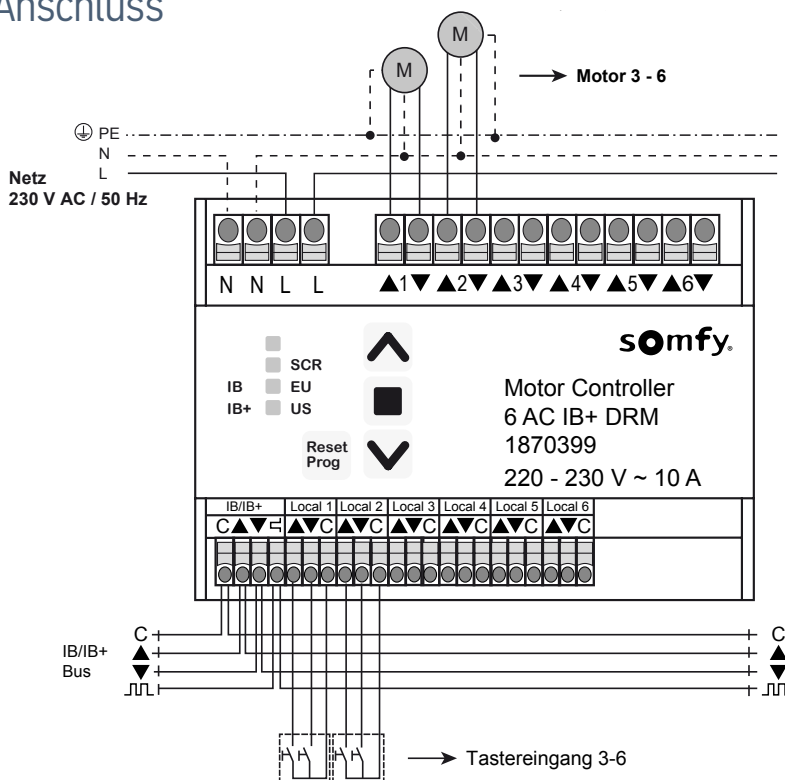 Anschluss
M
M
Motor 3 - 6
PE
N
L
Netz
230 V AC / 50 Hz
N N L L
▲1▼ ▲2▼ ▲3▼ ▲4▼ ▲5▼ ▲6▼
somfy.
SCR
IB EU
IB+ US
Reset
Prog
Motor Controller
6 AC IB+ DRM
1870399
220 - 230 V ~ 10 A
IB/IB+ Local 1 Local 2 Local 3 Local 4 Local 5 Local 6
C▲▼ ▲▼C ▲▼C ▲▼C ▲▼C ▲▼C ▲▼C
C C
IB/IB+ ▲ ▲
Bus ▼ ▼
Tastereingang 3-6